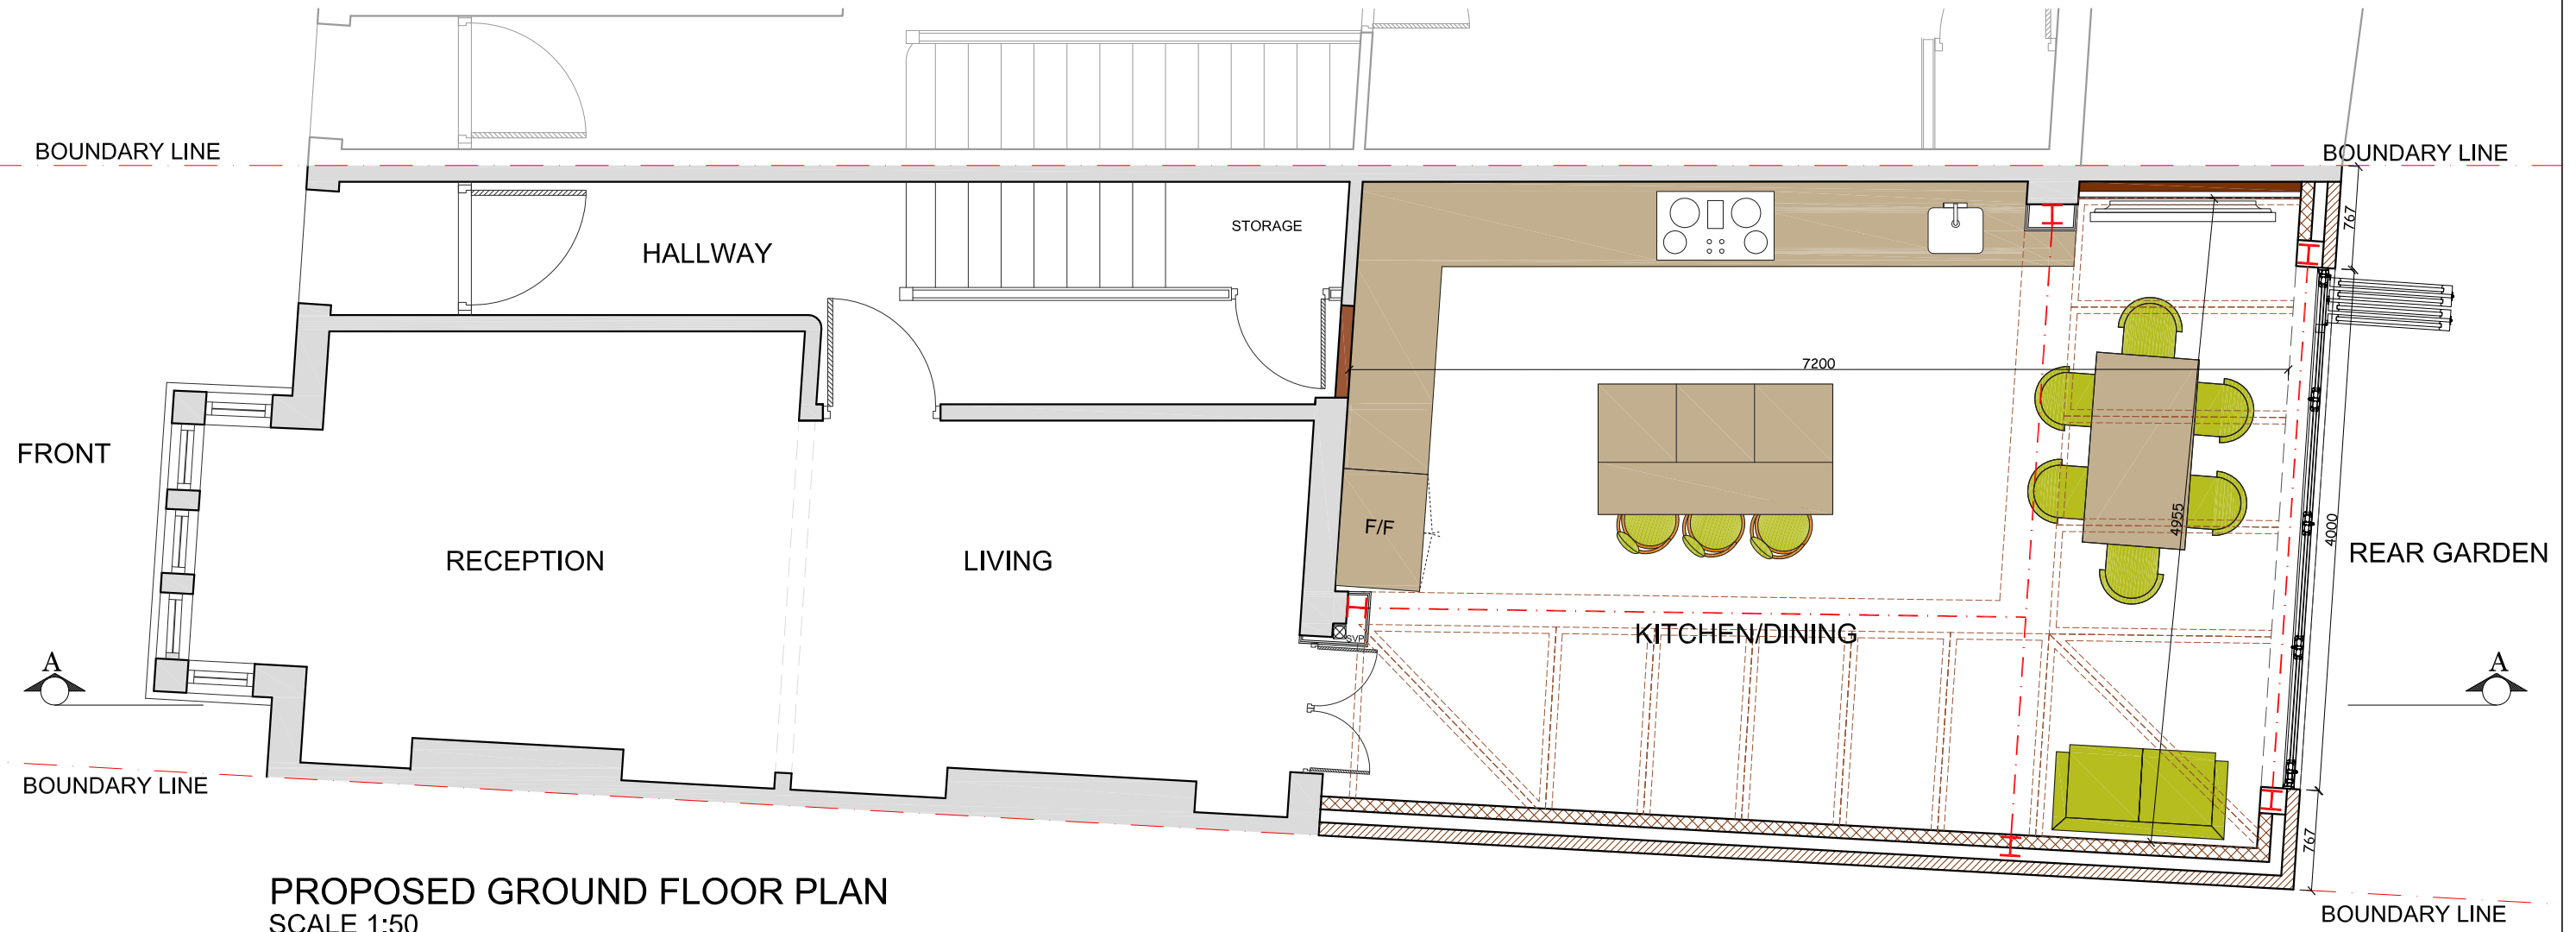 BOUNDARY LINE
BOUNDARY LINE
767
STORAGE
HALLWAY
7200
FRONT
F/F
4955
4000
REAR GARDEN
RECEPTION
LIVING
SVP
KITCHEN/DINING
A
A
BOUNDARY LINE
767
PROPOSED GROUND FLOOR PLAN
SCALE 1:50
BOUNDARY LINE